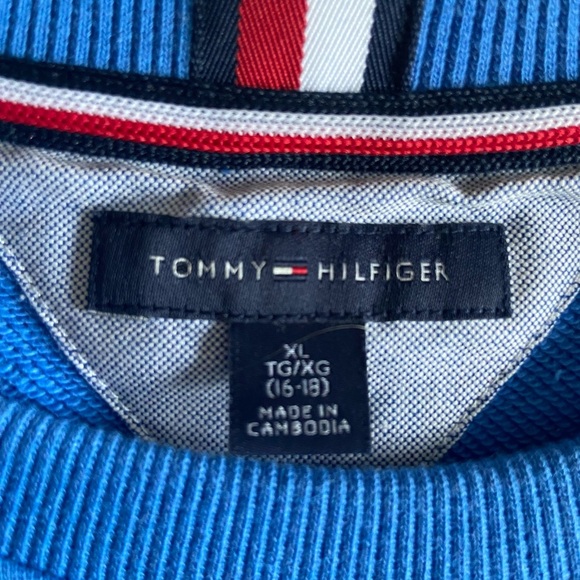 TOMMY HILFIGER
XL
TG/XG
(16-18)
MADE IN
CAMBODIA